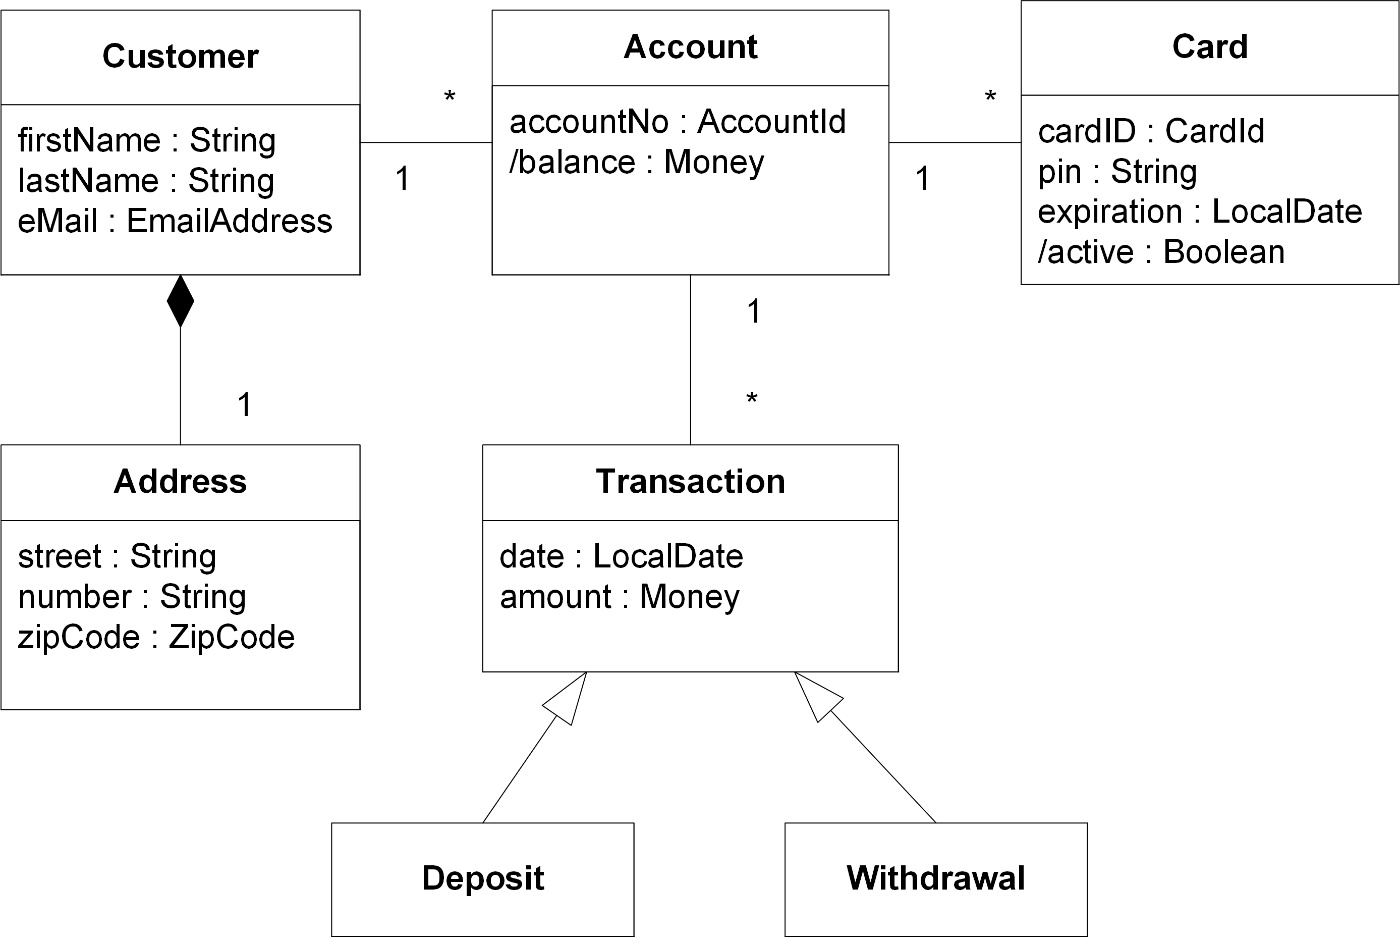 Customer
firstName : String
lastName : String
eMail : EmailAddress
1
*
Account
accountNo : AccountId
/balance : Money
1
*
Card
cardID : CardId
pin : String
expiration : LocalDate
/active : Boolean
1
*
1
Address
street : String
number : String
zipCode : ZipCode
Transaction
date : LocalDate
amount : Money
Deposit
Withdrawal